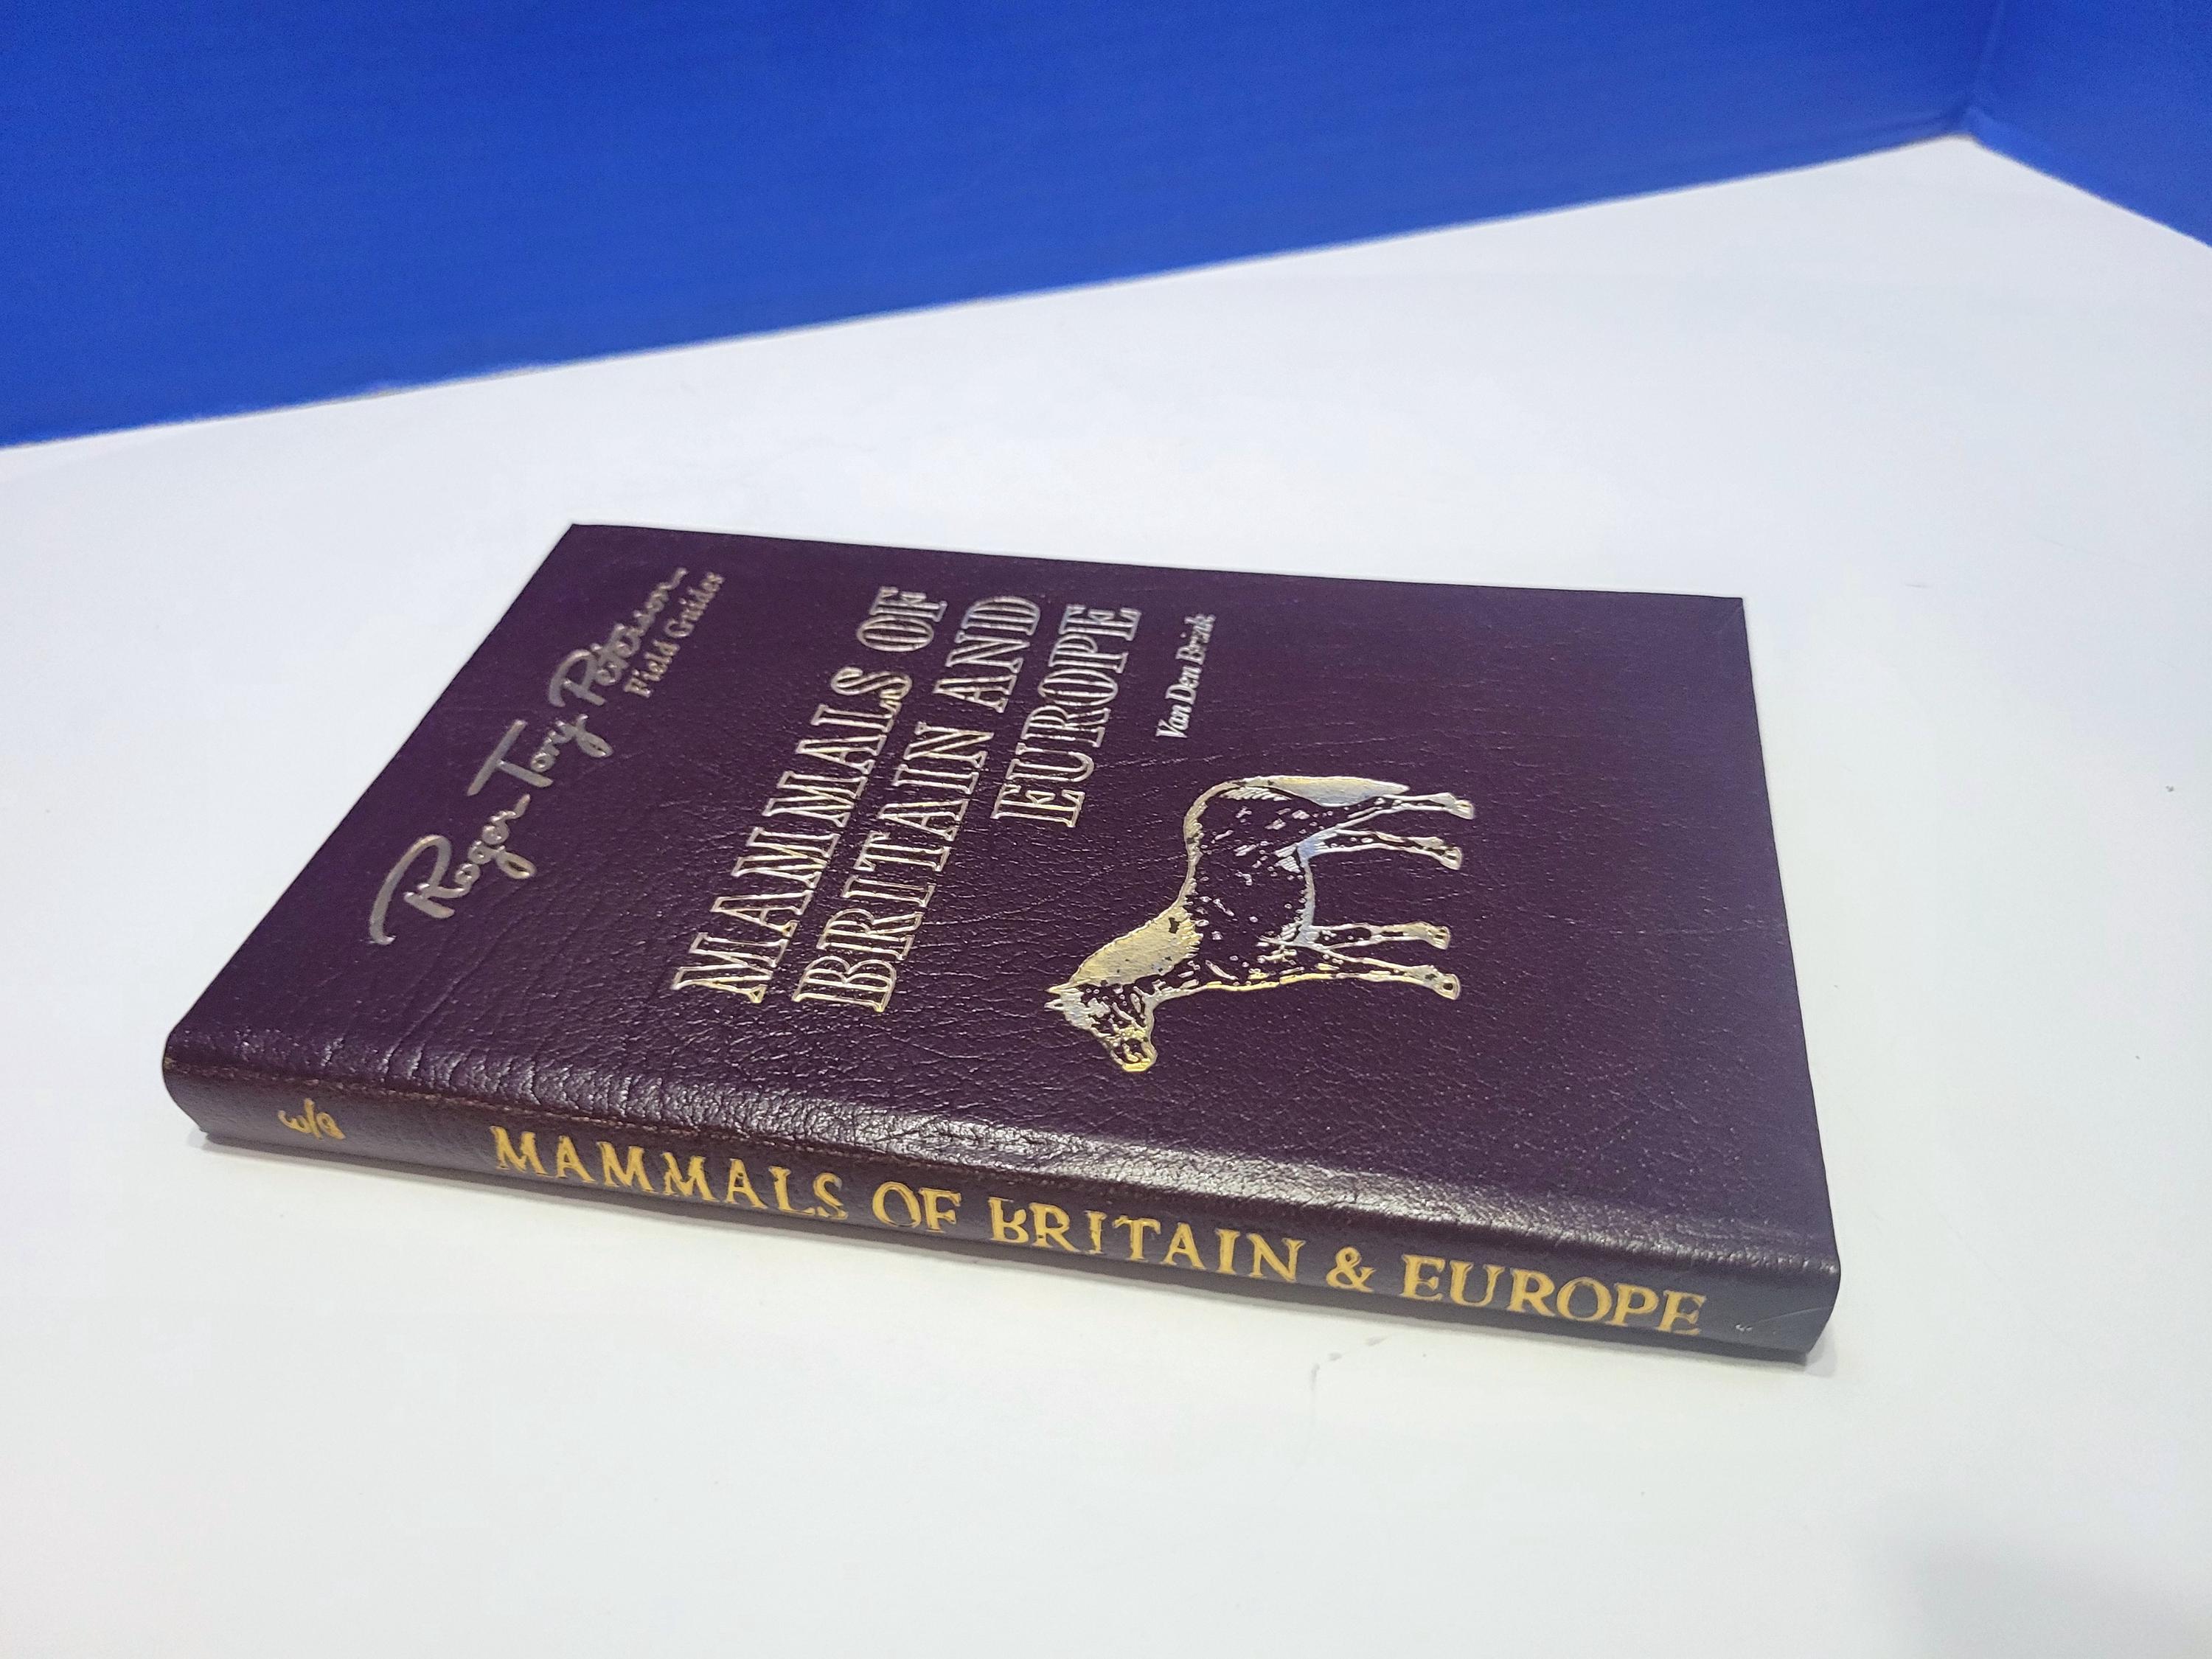 Roger Tory Peterson
Field Guides
MAMMALS OF
BRITAIN AND
EUROPE
Van Den Brink
MAMMALS OF BRITAIN & EUROPE